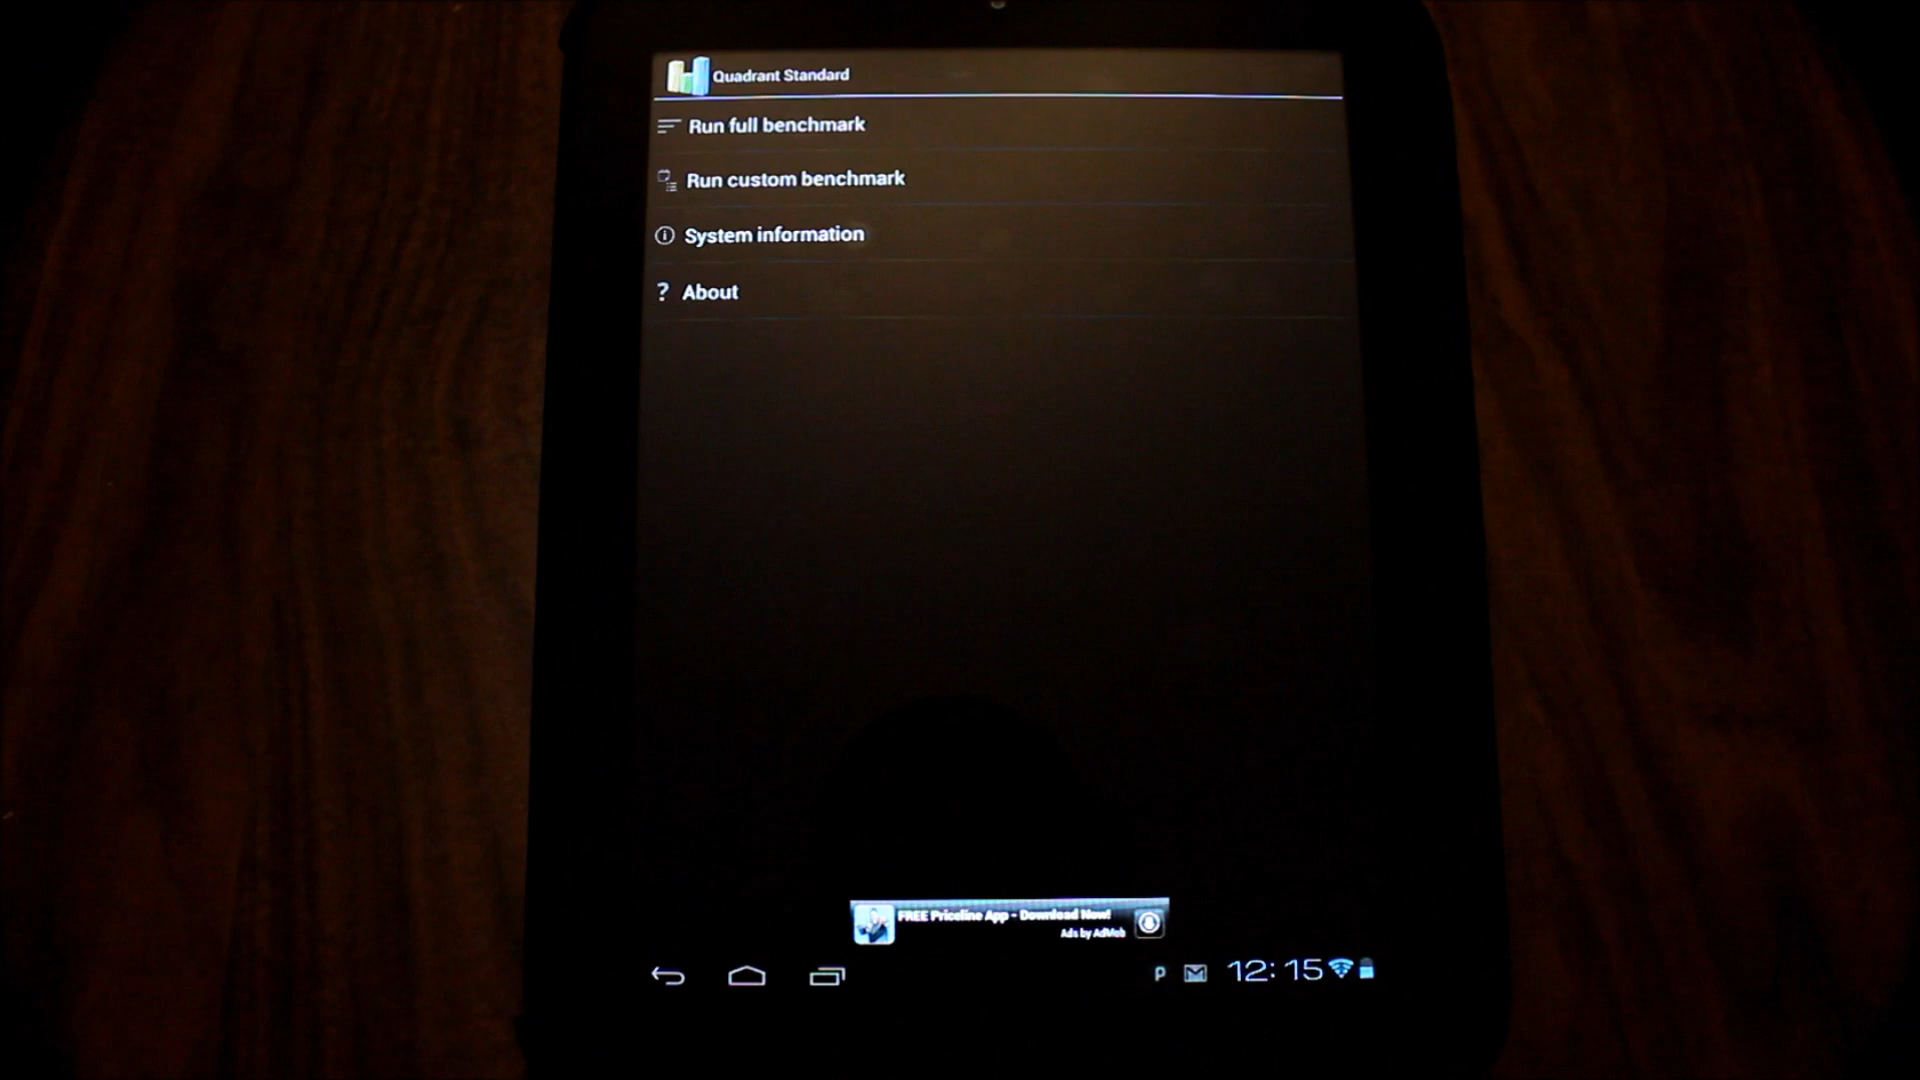 Quadrant Standard
Run full benchmark
Run custom benchmark
System information
? About
FREE Priceline App - Download Now!
Ads by AdMob
P
12:15